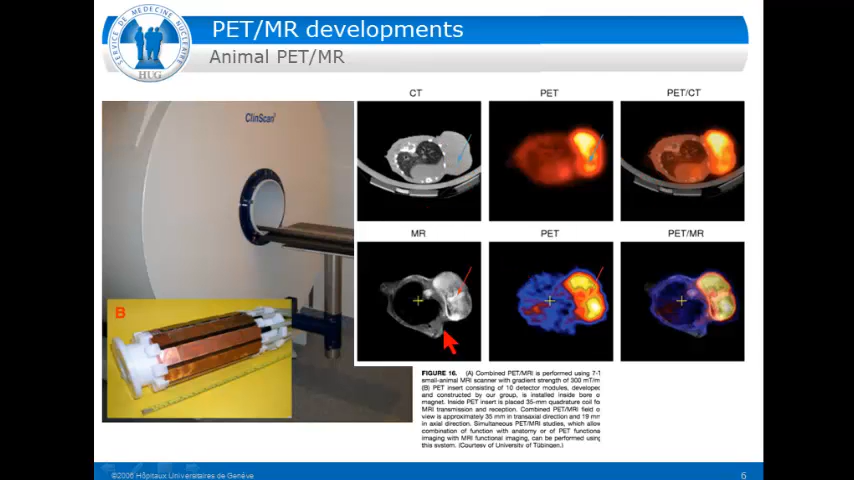 PET/MR developments
Animal PET/MR
SERVICE DE MEDECINE NUCLEAIRE
HUG
ClinScan
B
CT
PET
PET/CT
MR
PET
PET/MR
FIGURE 16. (A) Combined PET/MRI is performed using 7-T
small-animal MRI scanner with gradient strength of 300 mT/m
(B) PET insert consisting of 10 detector modules, developed
and constructed by our group, is installed inside bore o
magnet. Inside PET insert is placed 35-mm quadrature coil fo
MRI transmission and reception. Combined PET/MRI field o
view is approximately 35 mm in transaxial direction and 19 mm
in axial direction. Simultaneous PET/MRI studies, which allow
combination of function with anatomy or of PET functiona
imaging with MRI functional imaging, can be performed using
this system. (Courtesy of University of Tübingen.)
©2006 Hôpitaux Universitaires de Genève
6